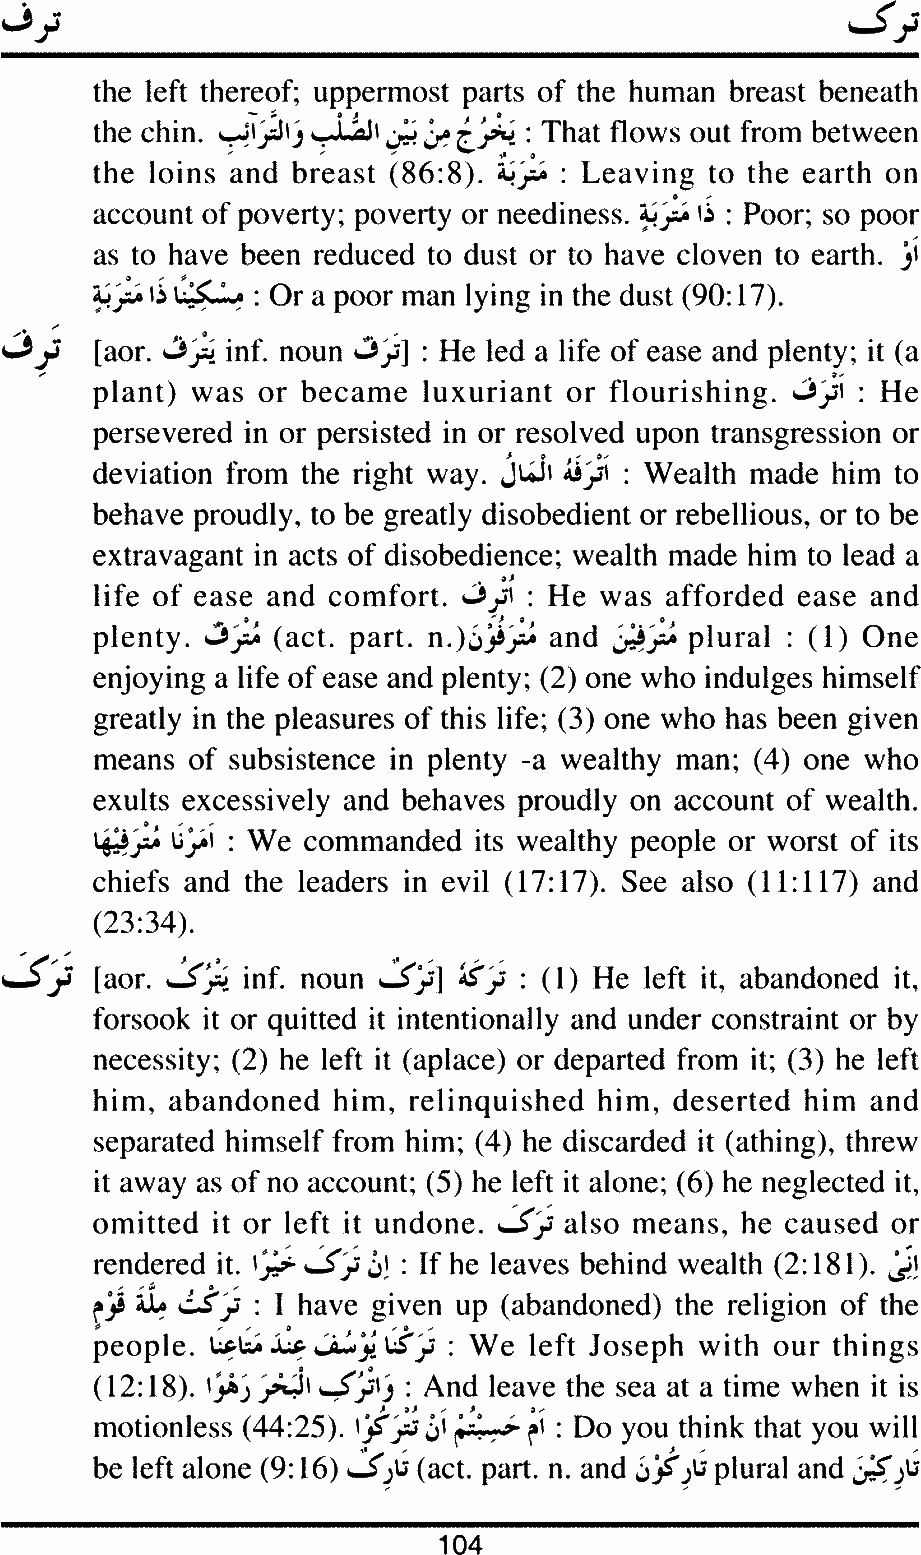 ترف ترک
the left thereof; uppermost parts of the human breast beneath
the chin. یَخْرُجُ مِنْ بَیْنِ الصُّلْبِ وَالتَّرَآئِبِ : That flows out from between
the loins and breast (86:8). مَتْرَبَةٌ : Leaving to the earth on
account of poverty; poverty or neediness. ذَا مَتْرَبَةٍ : Poor; so poor
as to have been reduced to dust or to have cloven to earth. اَوْ
مِسْکِیْنًا ذَا مَتْرَبَةٍ : Or a poor man lying in the dust (90:17).
تَرِفَ [aor. یَتْرَفُ inf. noun تَرَفٌ] : He led a life of ease and plenty; it (a
plant) was or became luxuriant or flourishing. اَتْرَفَ : He
persevered in or persisted in or resolved upon transgression or
deviation from the right way. اَتْرَفَهُ الْمَالُ : Wealth made him to
behave proudly, to be greatly disobedient or rebellious, or to be
extravagant in acts of disobedience; wealth made him to lead a
life of ease and comfort. اُتْرِفَ : He was afforded ease and
plenty. مُتْرَفٌ (act. part. n.) مُتْرَفُوْنَ and مُتْرَفِیْنَ plural : (1) One
enjoying a life of ease and plenty; (2) one who indulges himself
greatly in the pleasures of this life; (3) one who has been given
means of subsistence in plenty -a wealthy man; (4) one who
exults excessively and behaves proudly on account of wealth.
اَمَرْنَا مُتْرَفِیْهَا : We commanded its wealthy people or worst of its
chiefs and the leaders in evil (17:17). See also (11:117) and
(23:34).
تَرَکَ [aor. یَتْرُکُ inf. noun تَرْکٌ] تَرَکَهُ : (1) He left it, abandoned it,
forsook it or quitted it intentionally and under constraint or by
necessity; (2) he left it (aplace) or departed from it; (3) he left
him, abandoned him, relinquished him, deserted him and
separated himself from him; (4) he discarded it (athing), threw
it away as of no account; (5) he left it alone; (6) he neglected it,
omitted it or left it undone. تَرَکَ also means, he caused or
rendered it. اِنْ تَرَکَ خَیْرًا : If he leaves behind wealth (2:181). اِنِّیْ
تَرَکْتُ مِلَّةَ قَوْمٍ : I have given up (abandoned) the religion of the
people. تَرَکْنَا یُوْسُفَ عِنْدَ مَتَاعِنَا : We left Joseph with our things
(12:18). وَاتْرُکِ الْبَحْرَ رَهْوًا : And leave the sea at a time when it is
motionless (44:25). اَمْ حَسِبْتُمْ اَنْ تُتْرَکُوْا : Do you think that you will
be left alone (9:16) تَارِکٌ (act. part. n. and تَارِکُوْنَ plural and تَارِکِیْنَ
104